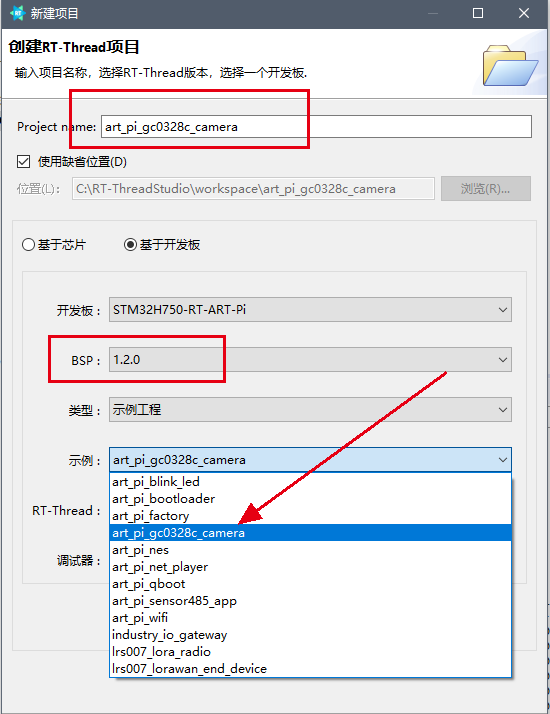 RT 新建项目
创建RT-Thread项目
输入项目名称，选择RT-Thread版本，选择一个开发板.
Project name: art_pi_gc0328c_camera
使用缺省位置(D)
位置(L): C:\RT-ThreadStudio\workspace\art_pi_gc0328c_camera 浏览(R)...
基于芯片 基于开发板
开发板： STM32H750-RT-ART-Pi
BSP： 1.2.0
类型： 示例工程
示例： art_pi_gc0328c_camera
art_pi_blink_led
art_pi_bootloader
RT-Thread：
art_pi_factory
art_pi_gc0328c_camera
art_pi_nes
调试器：
art_pi_net_player
art_pi_qboot
art_pi_sensor485_app
art_pi_wifi
industry_io_gateway
lrs007_lora_radio
lrs007_lorawan_end_device